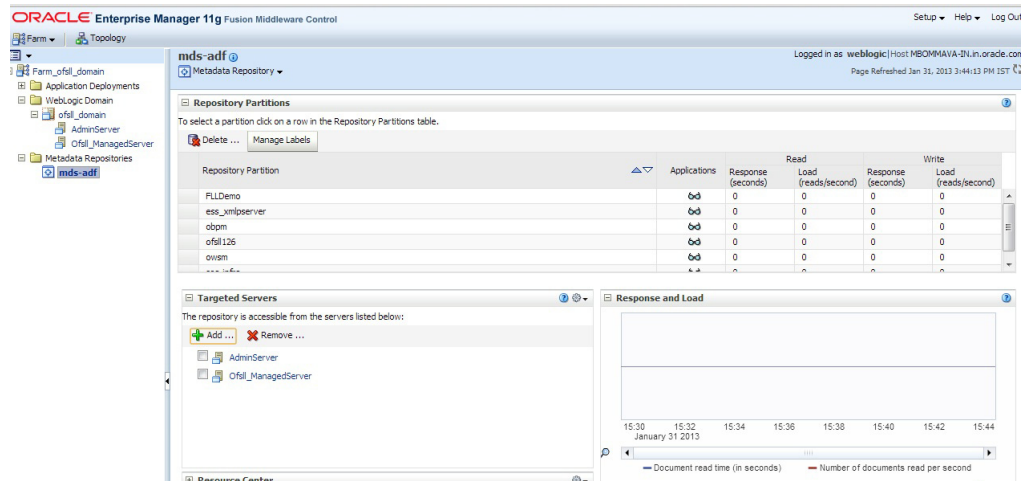 ORACLE Enterprise Manager 11g Fusion Middleware Control
Setup Help Log Out
Farm Topology
Farm_ofsll_domain
Application Deployments
WebLogic Domain
ofsll_domain
AdminServer
Ofsll_ManagedServer
Metadata Repositories
mds-adf
mds-adf
Logged in as weblogic|Host MBOMMAVA-IN.in.oracle.com
Metadata Repository
Page Refreshed Jan 31, 2013 3:44:13 PM IST
Repository Partitions
To select a partition click on a row in the Repository Partitions table.
Delete ... Manage Labels
Read Write
Repository Partition Applications Response (seconds) Load (reads/second) Response (seconds) Load (reads/second)
FLLDemo 0 0 0 0
ess_xmlpserver 0 0 0 0
obpm 0 0 0 0
ofsll126 0 0 0 0
owsm 0 0 0 0
Targeted Servers
The repository is accessible from the servers listed below:
Add ... Remove ...
AdminServer
Ofsll_ManagedServer
Resource Center
Response and Load
15:30 15:32 15:34 15:36 15:38 15:40 15:42 15:44
January 31 2013
Document read time (in seconds) Number of documents read per second